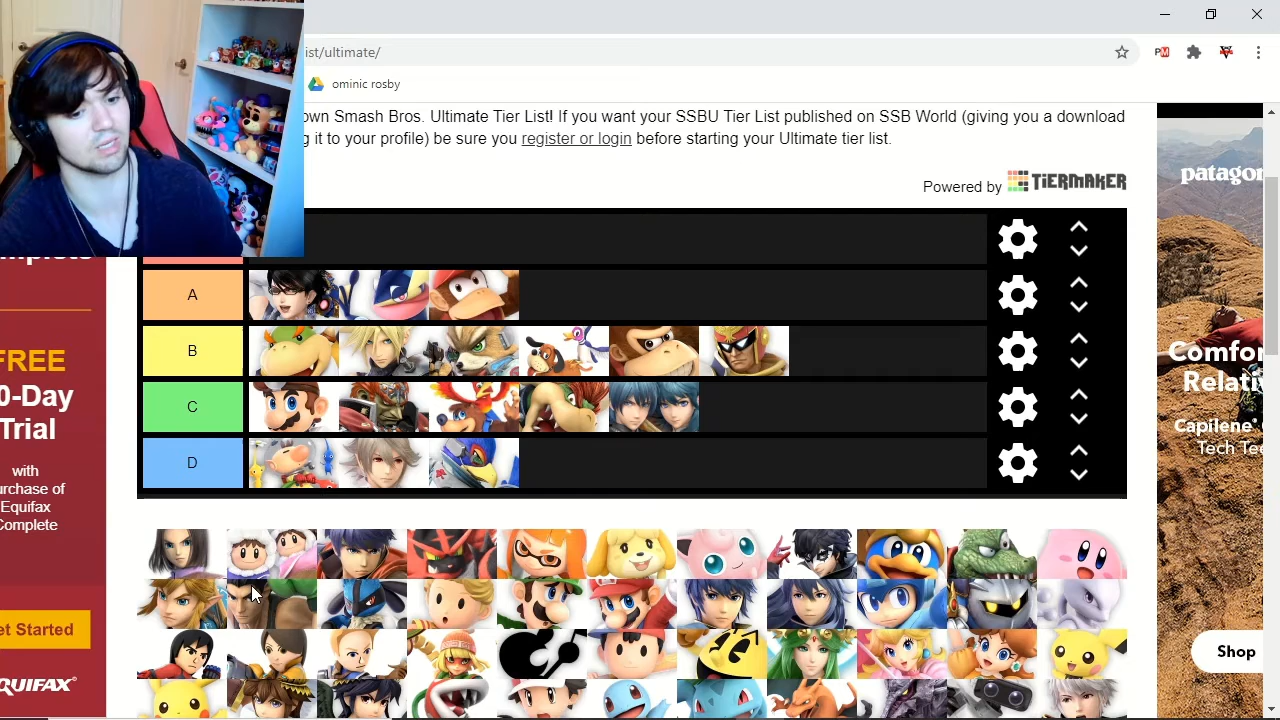 ist/ultimate/
PM
ominic rosby
own Smash Bros. Ultimate Tier List! If you want your SSBU Tier List published on SSB World (giving you a download
g it to your profile) be sure you register or login before starting your Ultimate tier list.
Powered by TiERMAKER
A
B
C
D
FREE
0-Day
Trial
with
urchase of
Equifax
Complete
et Started
QUIFAX
patagon
Comfor
Relativ
Capilene®
Tech Tee
Shop